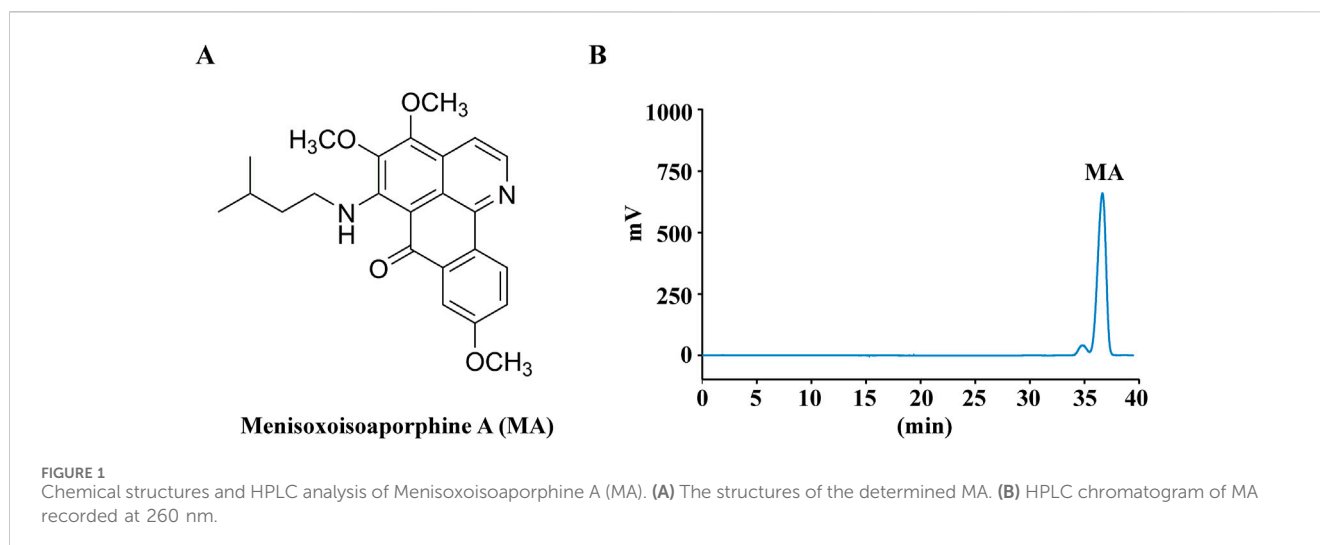 A
OCH3
H3CO
N
N
H
O
OCH3
Menisoxoisoaporphine A (MA)
B
1000
750
500
250
0
mV
MA
0 5 10 15 20 25 30 35 40
(min)
FIGURE 1
Chemical structures and HPLC analysis of Menisoxoisoaporphine A (MA). (A) The structures of the determined MA. (B) HPLC chromatogram of MA
recorded at 260 nm.